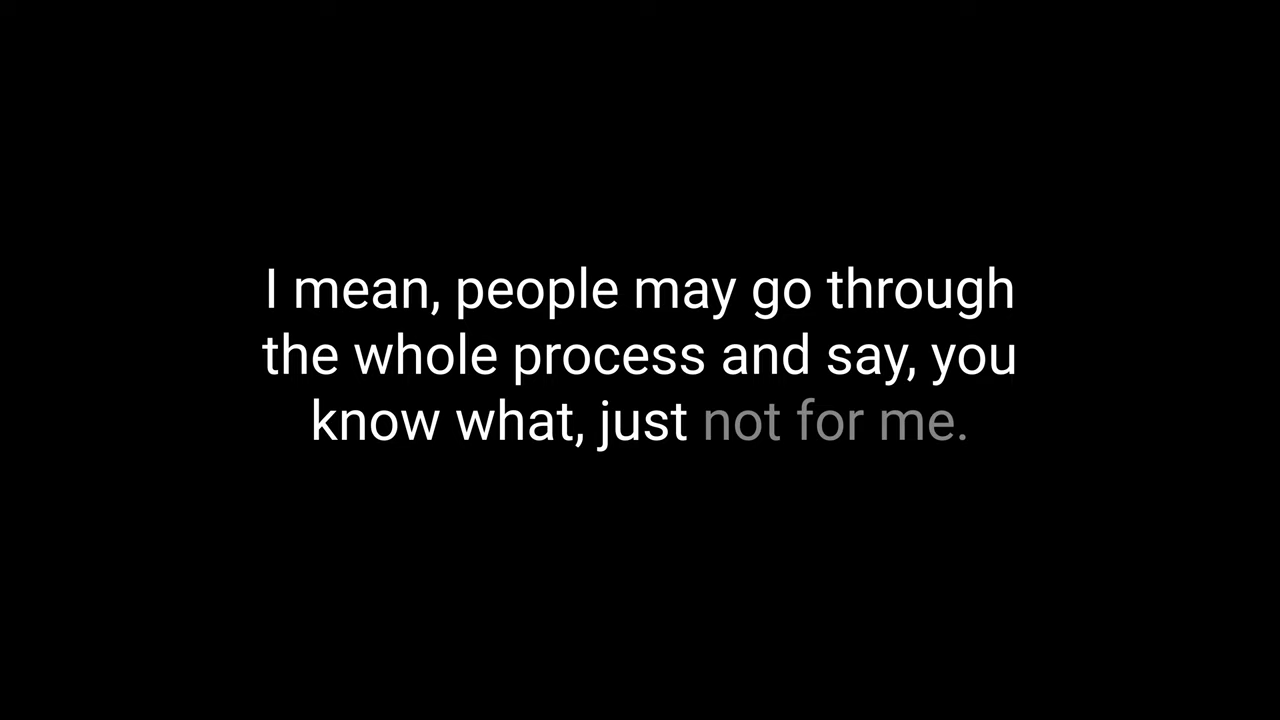 I mean, people may go through
the whole process and say, you
know what, just not for me.